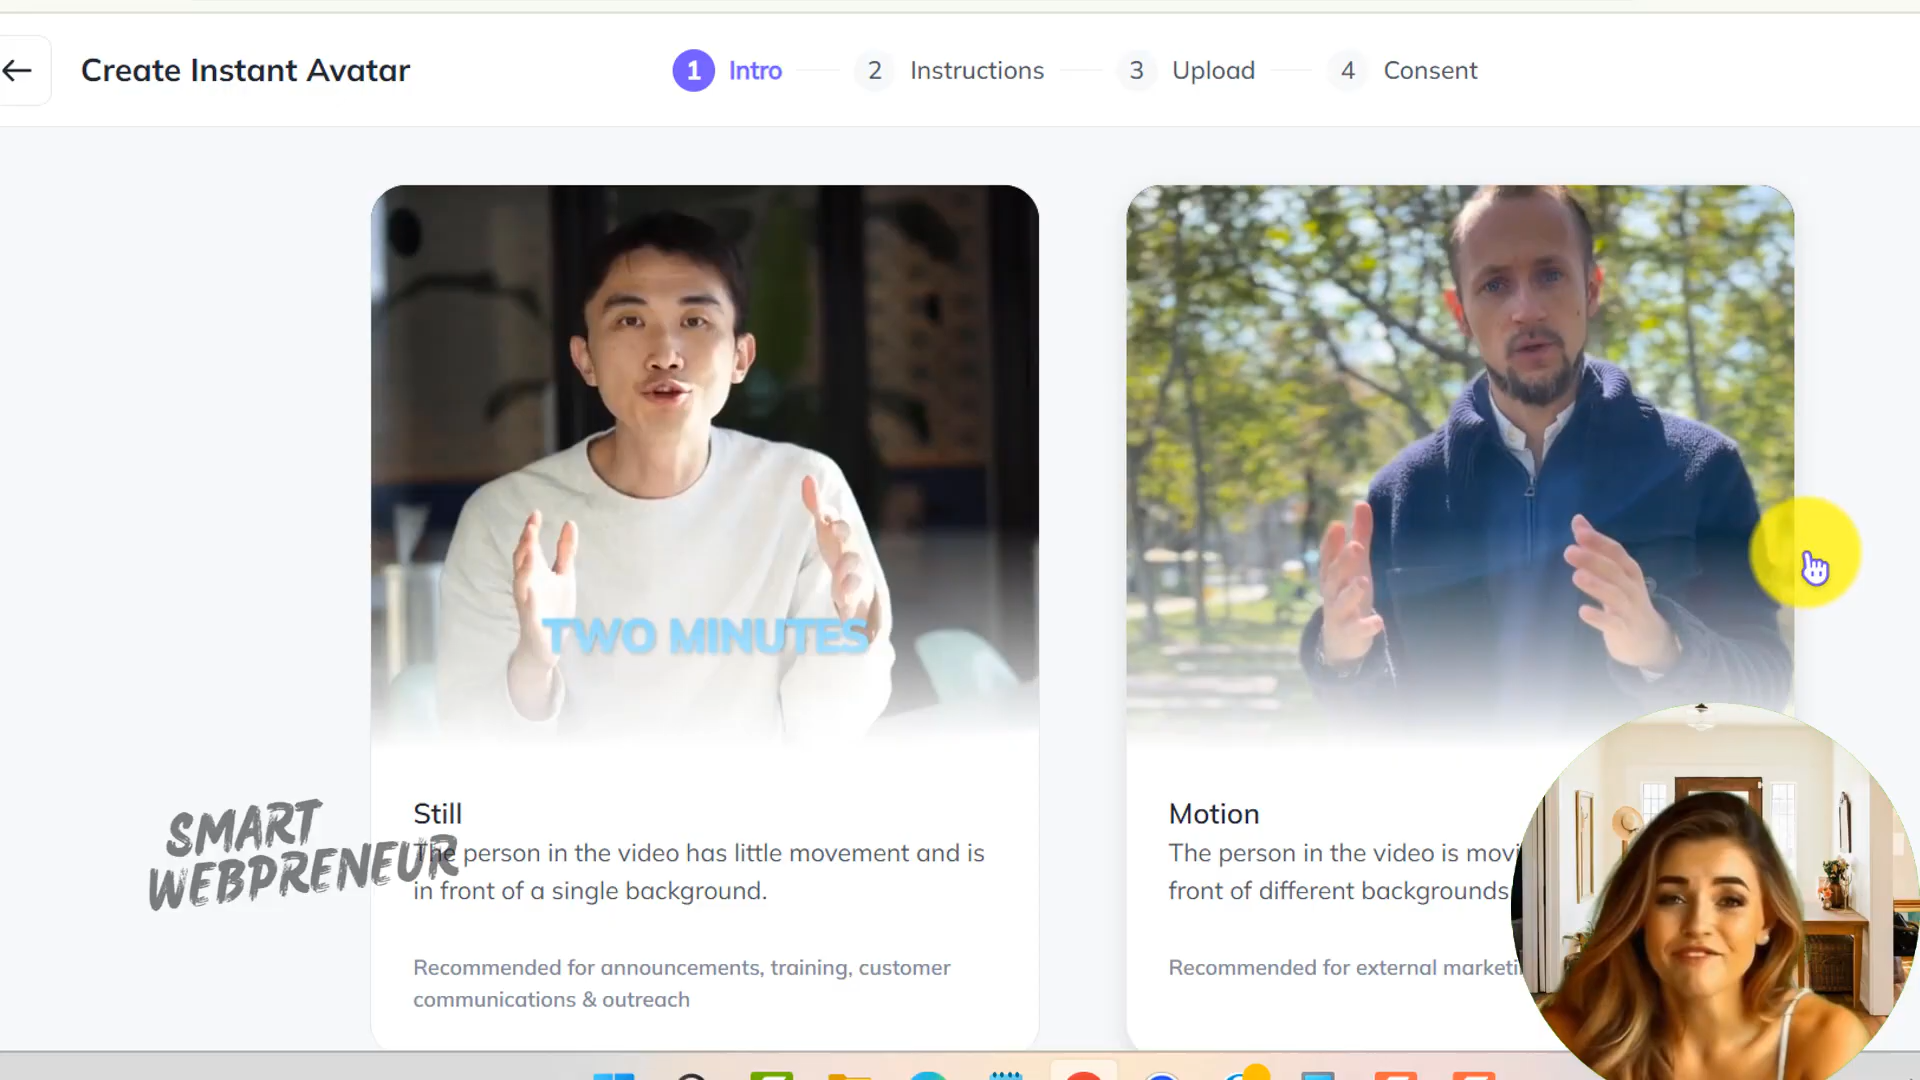 Create Instant Avatar
1 Intro
2 Instructions
3 Upload
4 Consent
TWO MINUTES
Still
The person in the video has little movement and is
in front of a single background.
Recommended for announcements, training, customer
communications & outreach
Motion
The person in the video is movi
front of different backgrounds
Recommended for external marketi
SMART
WEBPRENEUR